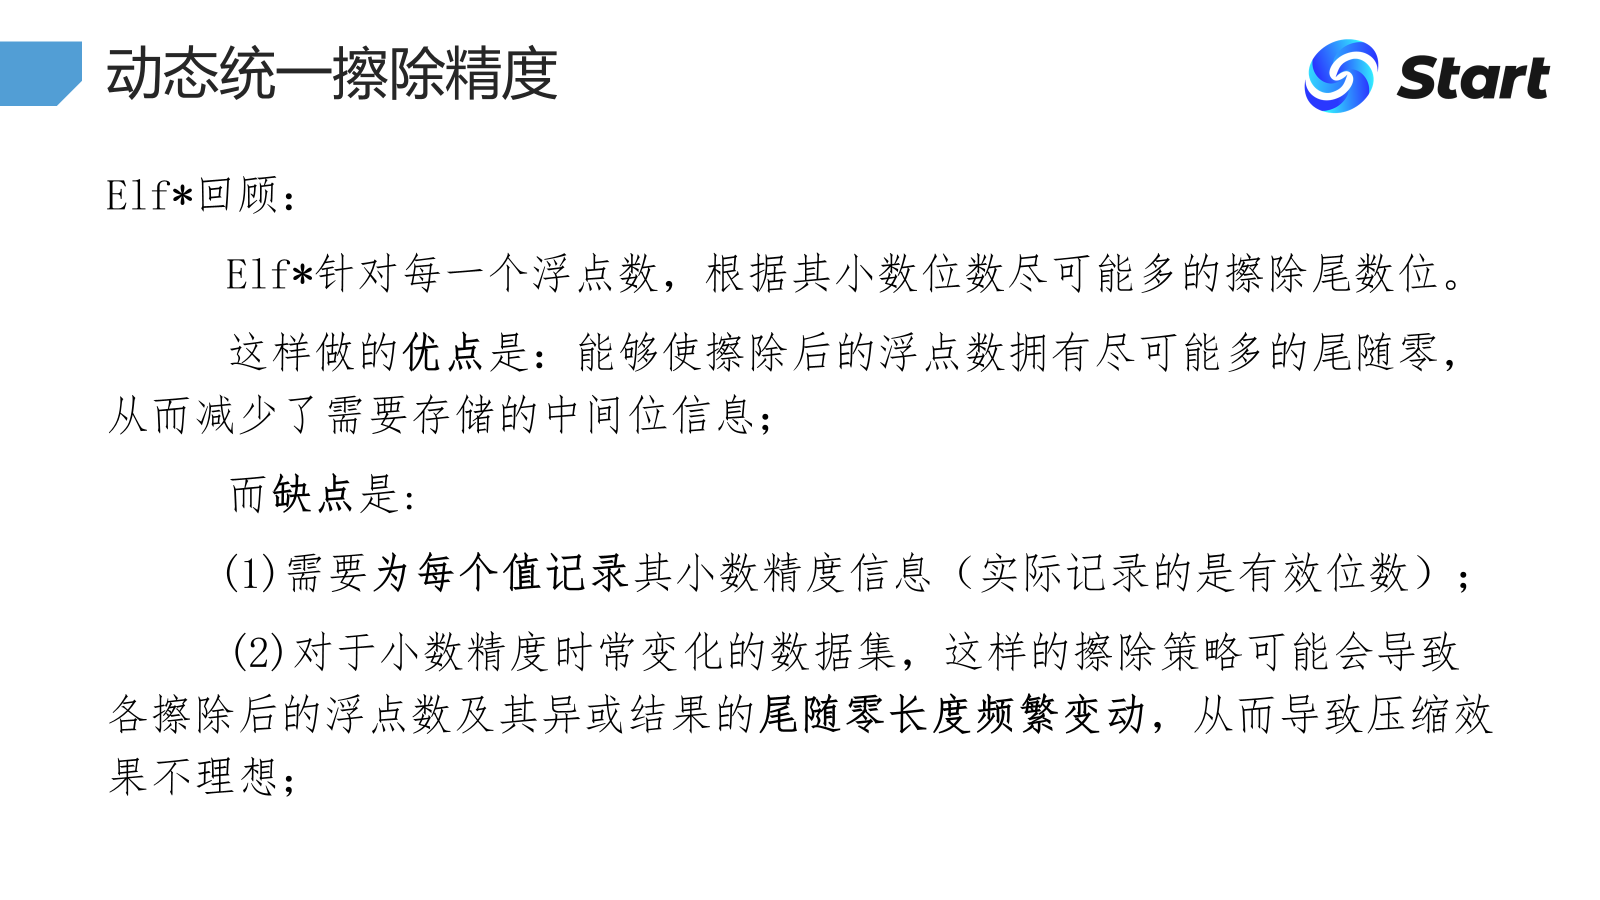 动态统一擦除精度
Start
Elf*回顾：
Elf*针对每一个浮点数，根据其小数位数尽可能多的擦除尾数位。
这样做的优点是：能够使擦除后的浮点数拥有尽可能多的尾随零，
从而减少了需要存储的中间位信息；
而缺点是：
(1)需要为每个值记录其小数精度信息（实际记录的是有效位数）；
(2)对于小数精度时常变化的数据集，这样的擦除策略可能会导致
各擦除后的浮点数及其异或结果的尾随零长度频繁变动，从而导致压缩效
果不理想；